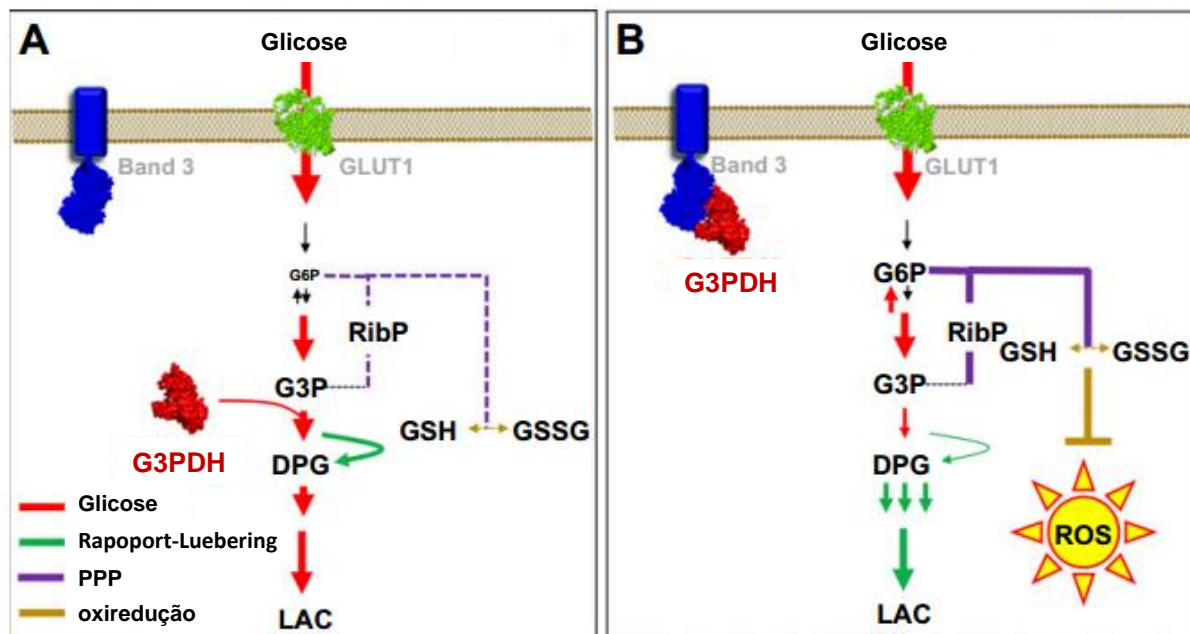 A
Glicose
Band 3
GLUT1
G6P
RibP
G3P
G3PDH
GSH
GSSG
DPG
LAC
Glicose
Rapoport-Luebering
PPP
oxiredução
B
Glicose
Band 3
GLUT1
G3PDH
G6P
RibP
GSH
GSSG
G3P
DPG
ROS
LAC